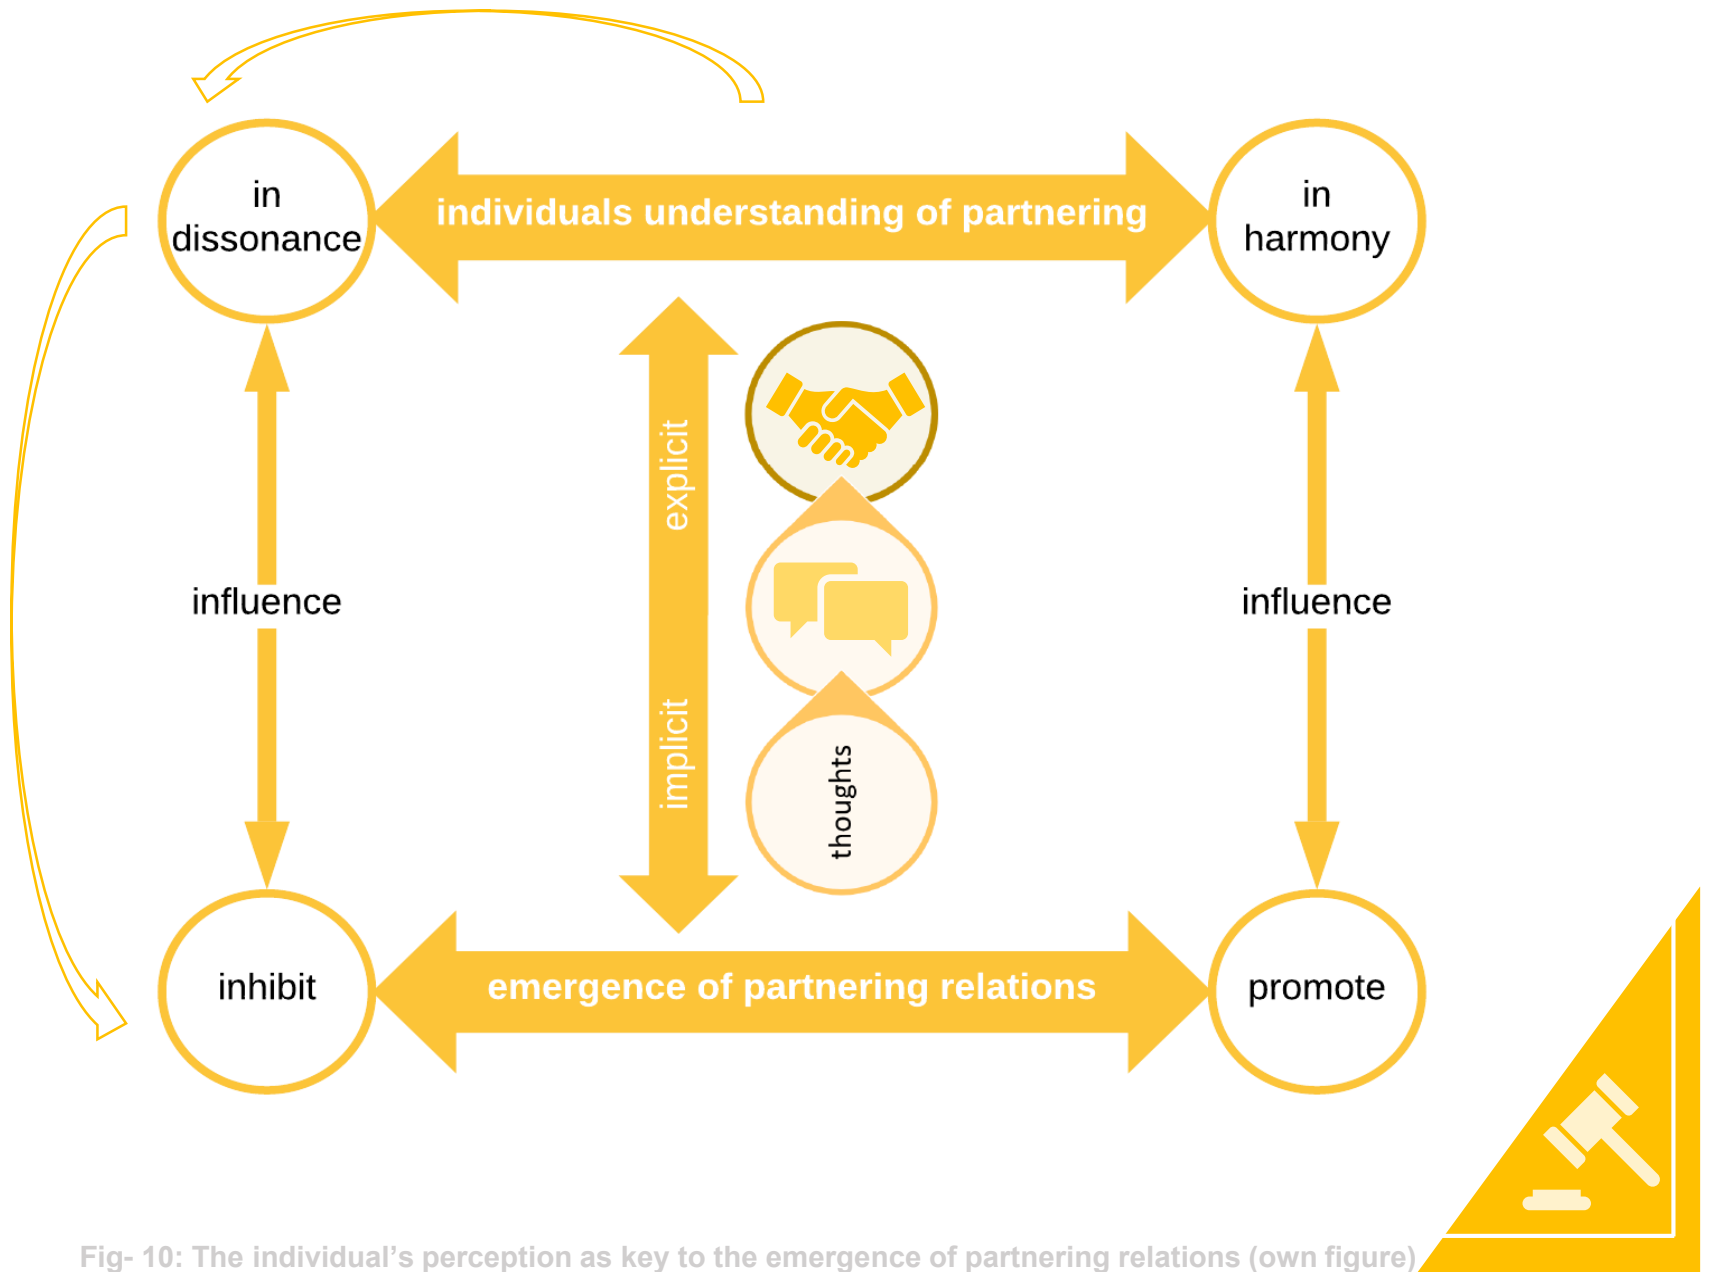 in
dissonance
individuals understanding of partnering
in
harmony
explicit
influence
influence
implicit
thoughts
inhibit
emergence of partnering relations
promote
Fig- 10: The individual’s perception as key to the emergence of partnering relations (own figure)